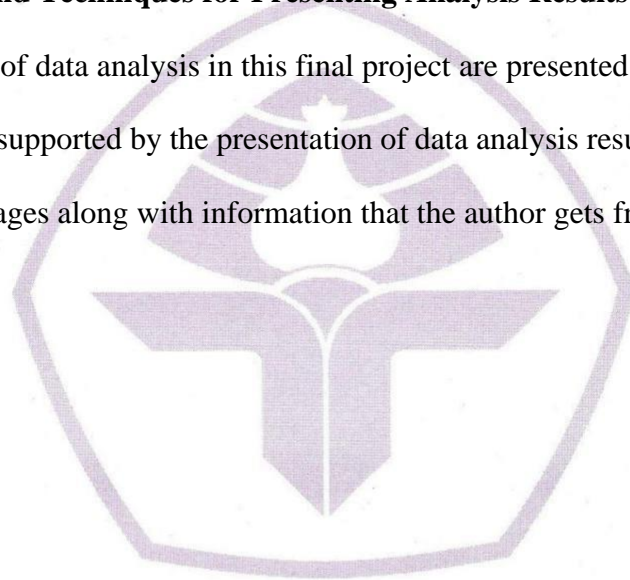 nd Techniques for Presenting Analysis Results
of data analysis in this final project are presented
supported by the presentation of data analysis resu
ages along with information that the author gets fr